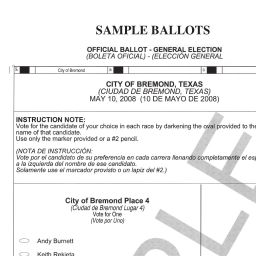 SAMPLE BALLOTS
OFFICIAL BALLOT - GENERAL ELECTION
(BOLETA OFICIAL) - (ELECCIÓN GENERAL
City of Bremond
CITY OF BREMOND, TEXAS
(CIUDAD DE BREMOND, TEXAS)
MAY 10, 2008 (10 DE MAYO DE 2008)
INSTRUCTION NOTE:
Vote for the candidate of your choice in each race by darkening the oval provided to the
name of that candidate.
Use only the marker provided or a #2 pencil.
(NOTA DE INSTRUCCIÓN:
Vote por el candidato de su preferencia en cada carrera llenando completamente el es
a la izquierda del nombre de ese candidato.
Solamente use el marcador provisto o un lapiz del #2.)
City of Bremond Place 4
(Ciudad de Bremond Lugar 4)
Vote for One
(Vote por Uno)
Andy Burnett
Keith Rekieta